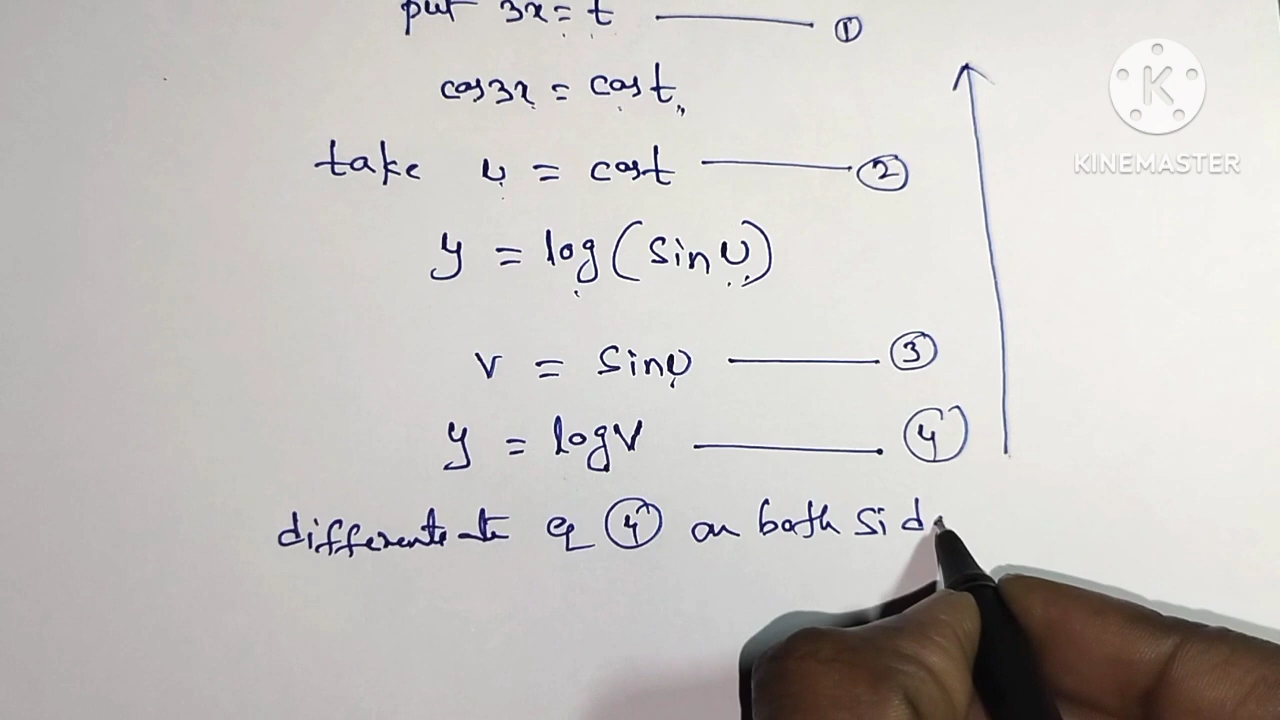 put 3x = t ①
cos3x = cost,,
take u = cost ②
y = log(sinu)
v = sinu ③
y = logv ④
differentiate eq ④ on both sid
K
KINEMASTER